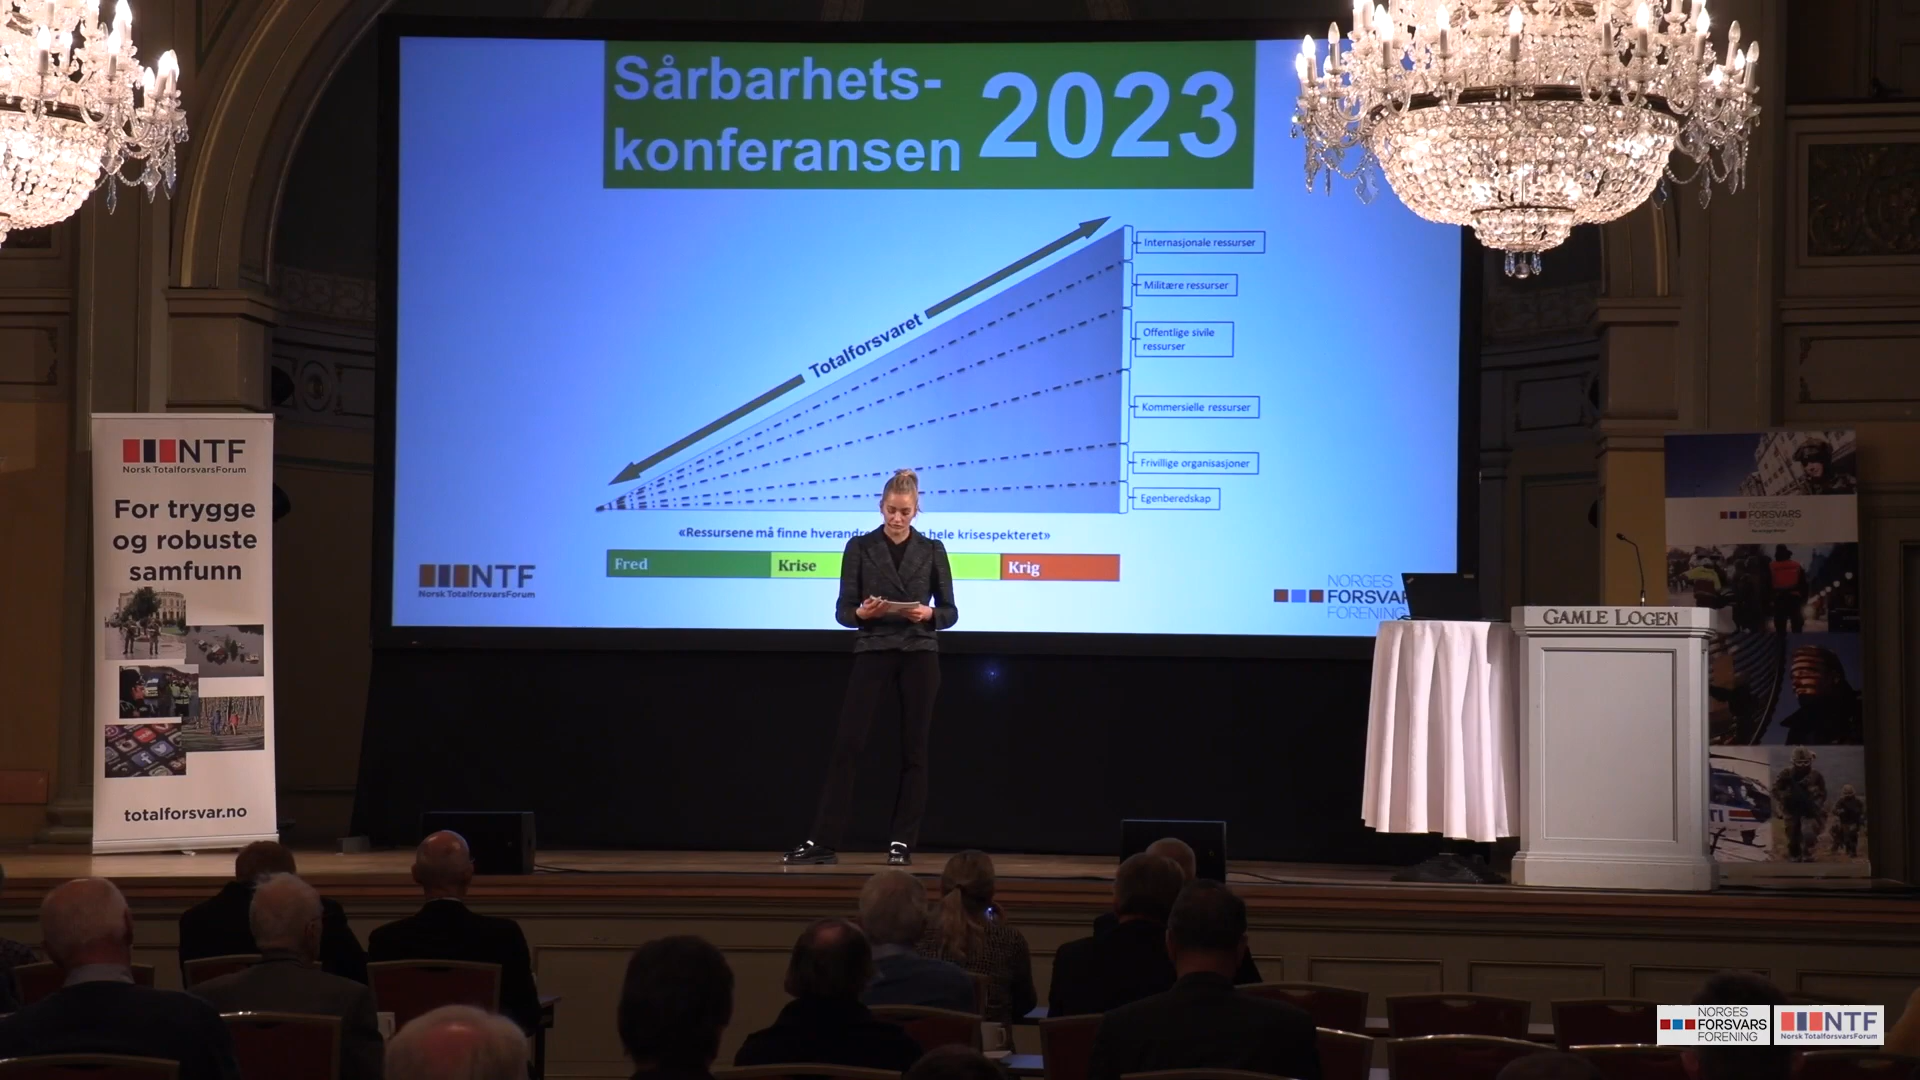 Sårbarhets-
konferansen 2023
Internasjonale ressurser
Militære ressurser
Offentlige sivile
ressurser
Kommersielle ressurser
Frivillige organisasjoner
Egenberedskap
Totalforsvaret
«Ressursene må finne hverandre hele krisespekteret»
Fred Krise Krig
NTF
Norsk TotalforsvarsForum
NORGES
FORSVAR
FORENING
NTF
Norsk TotalforsvarsForum
For trygge
og robuste
samfunn
totalforsvar.no
GAMLE LOGEN
NORGES
FORSVARS
FORENING
NORGES
FORSVARS
FORENING
NTF
Norsk TotalforsvarsForum